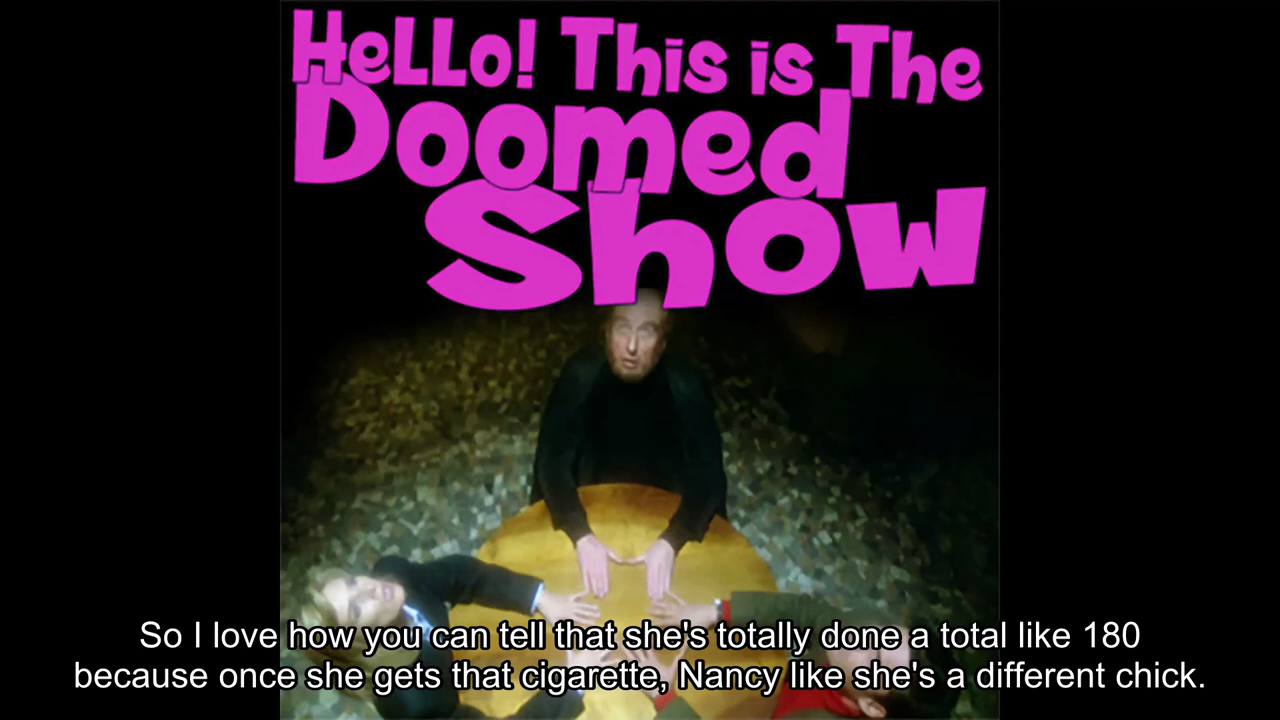 HeLLo! This is The
Doomed
Show
So I love how you can tell that she's totally done a total like 180
because once she gets that cigarette, Nancy like she's a different chick.